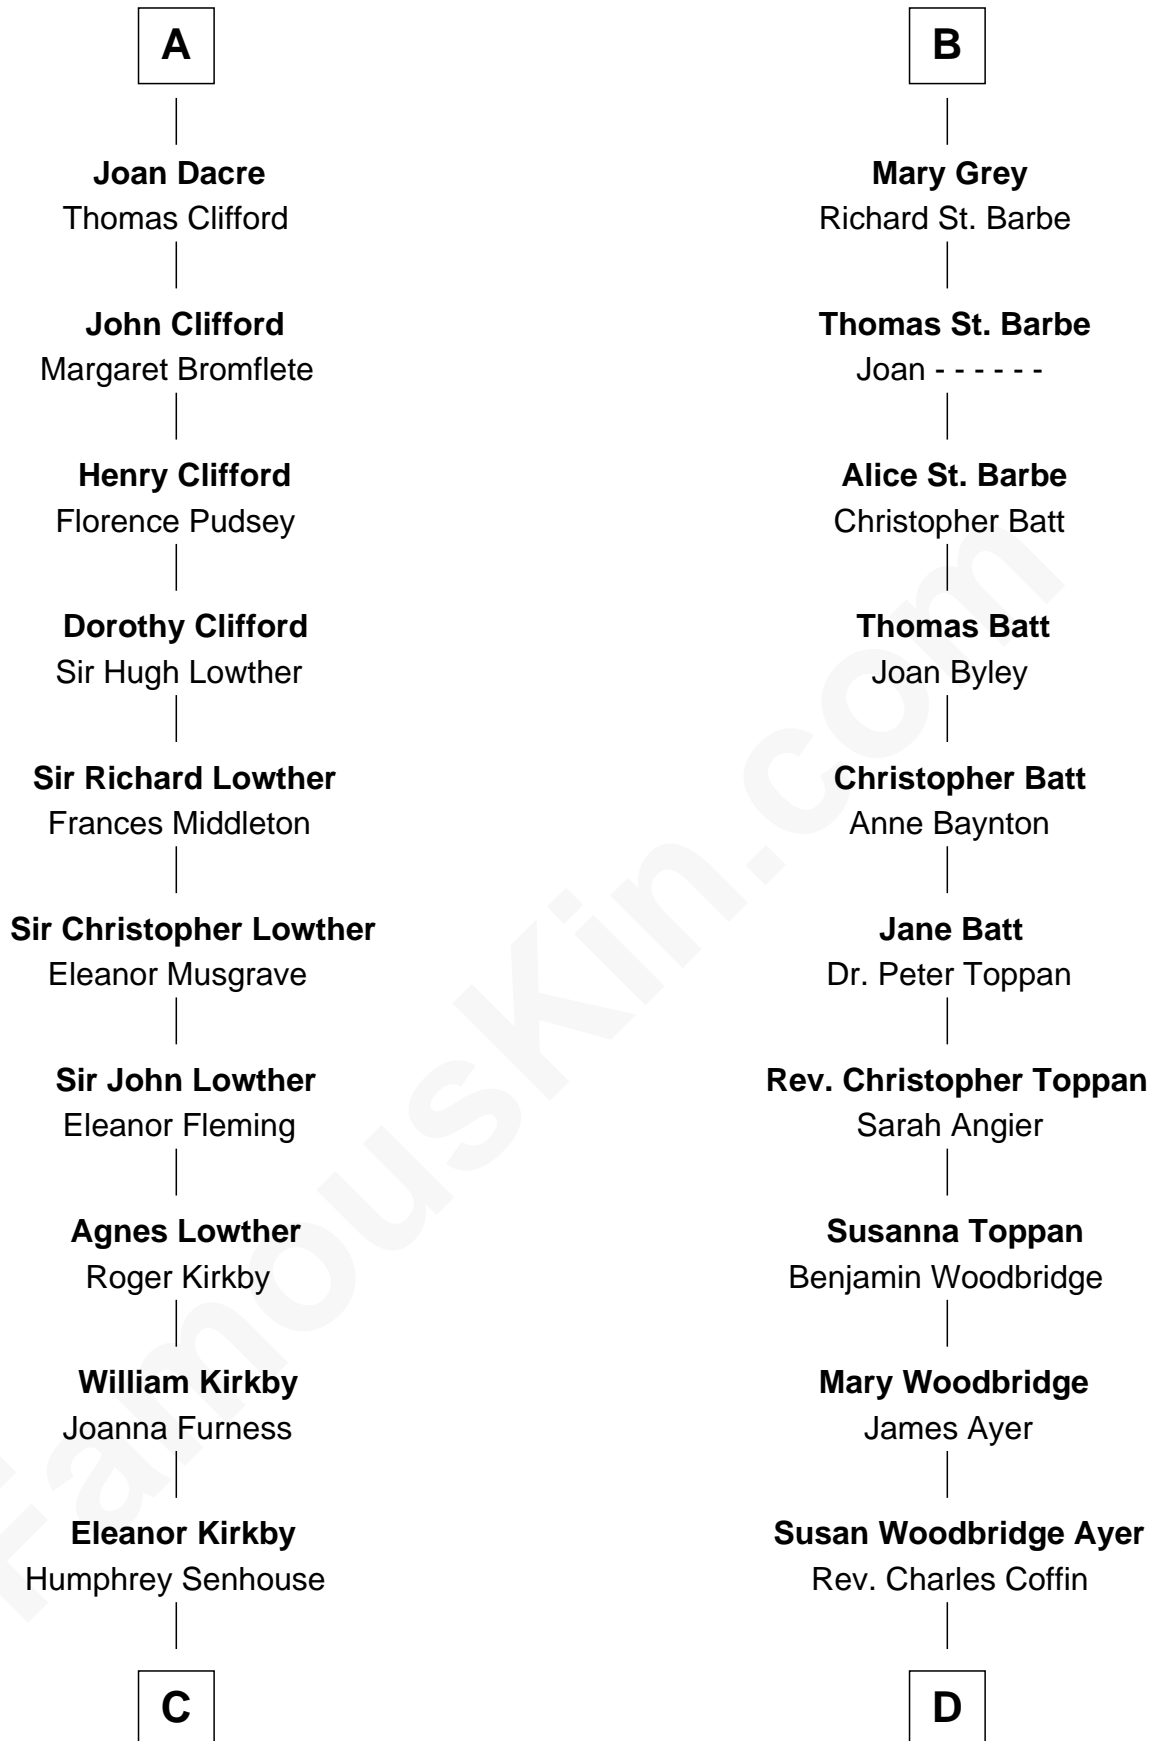 A
Joan Dacre
Thomas Clifford
John Clifford
Margaret Bromflete
Henry Clifford
Florence Pudsey
Dorothy Clifford
Sir Hugh Lowther
Sir Richard Lowther
Frances Middleton
Sir Christopher Lowther
Eleanor Musgrave
Sir John Lowther
Eleanor Fleming
Agnes Lowther
Roger Kirkby
William Kirkby
Joanna Furness
Eleanor Kirkby
Humphrey Senhouse
C
B
Mary Grey
Richard St. Barbe
Thomas St. Barbe
Joan - - - - - -
Alice St. Barbe
Christopher Batt
Thomas Batt
Joan Byley
Christopher Batt
Anne Baynton
Jane Batt
Dr. Peter Toppan
Rev. Christopher Toppan
Sarah Angier
Susanna Toppan
Benjamin Woodbridge
Mary Woodbridge
James Ayer
Susan Woodbridge Ayer
Rev. Charles Coffin
D
FamousKin.com